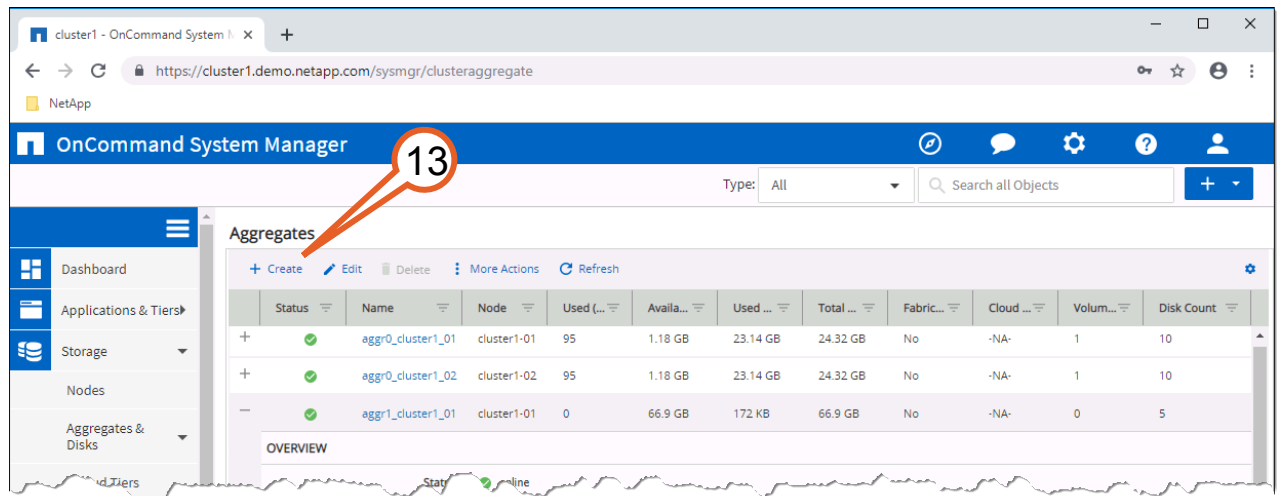 cluster1 - OnCommand System M
https://cluster1.demo.netapp.com/sysmgr/clusteraggregate
NetApp
OnCommand System Manager
13
Type: All Search all Objects
Aggregates
Create Edit Delete More Actions Refresh
Dashboard
Applications & Tiers
Storage
Nodes
Aggregates &
Disks
Tiers
Status Name Node Used (... Availa... Used ... Total ... Fabric... Cloud ... Volum... Disk Count
aggr0_cluster1_01 cluster1-01 95 1.18 GB 23.14 GB 24.32 GB No -NA- 1 10
aggr0_cluster1_02 cluster1-02 95 1.18 GB 23.14 GB 24.32 GB No -NA- 1 10
aggr1_cluster1_01 cluster1-01 0 66.9 GB 172 KB 66.9 GB No -NA- 0 5
OVERVIEW